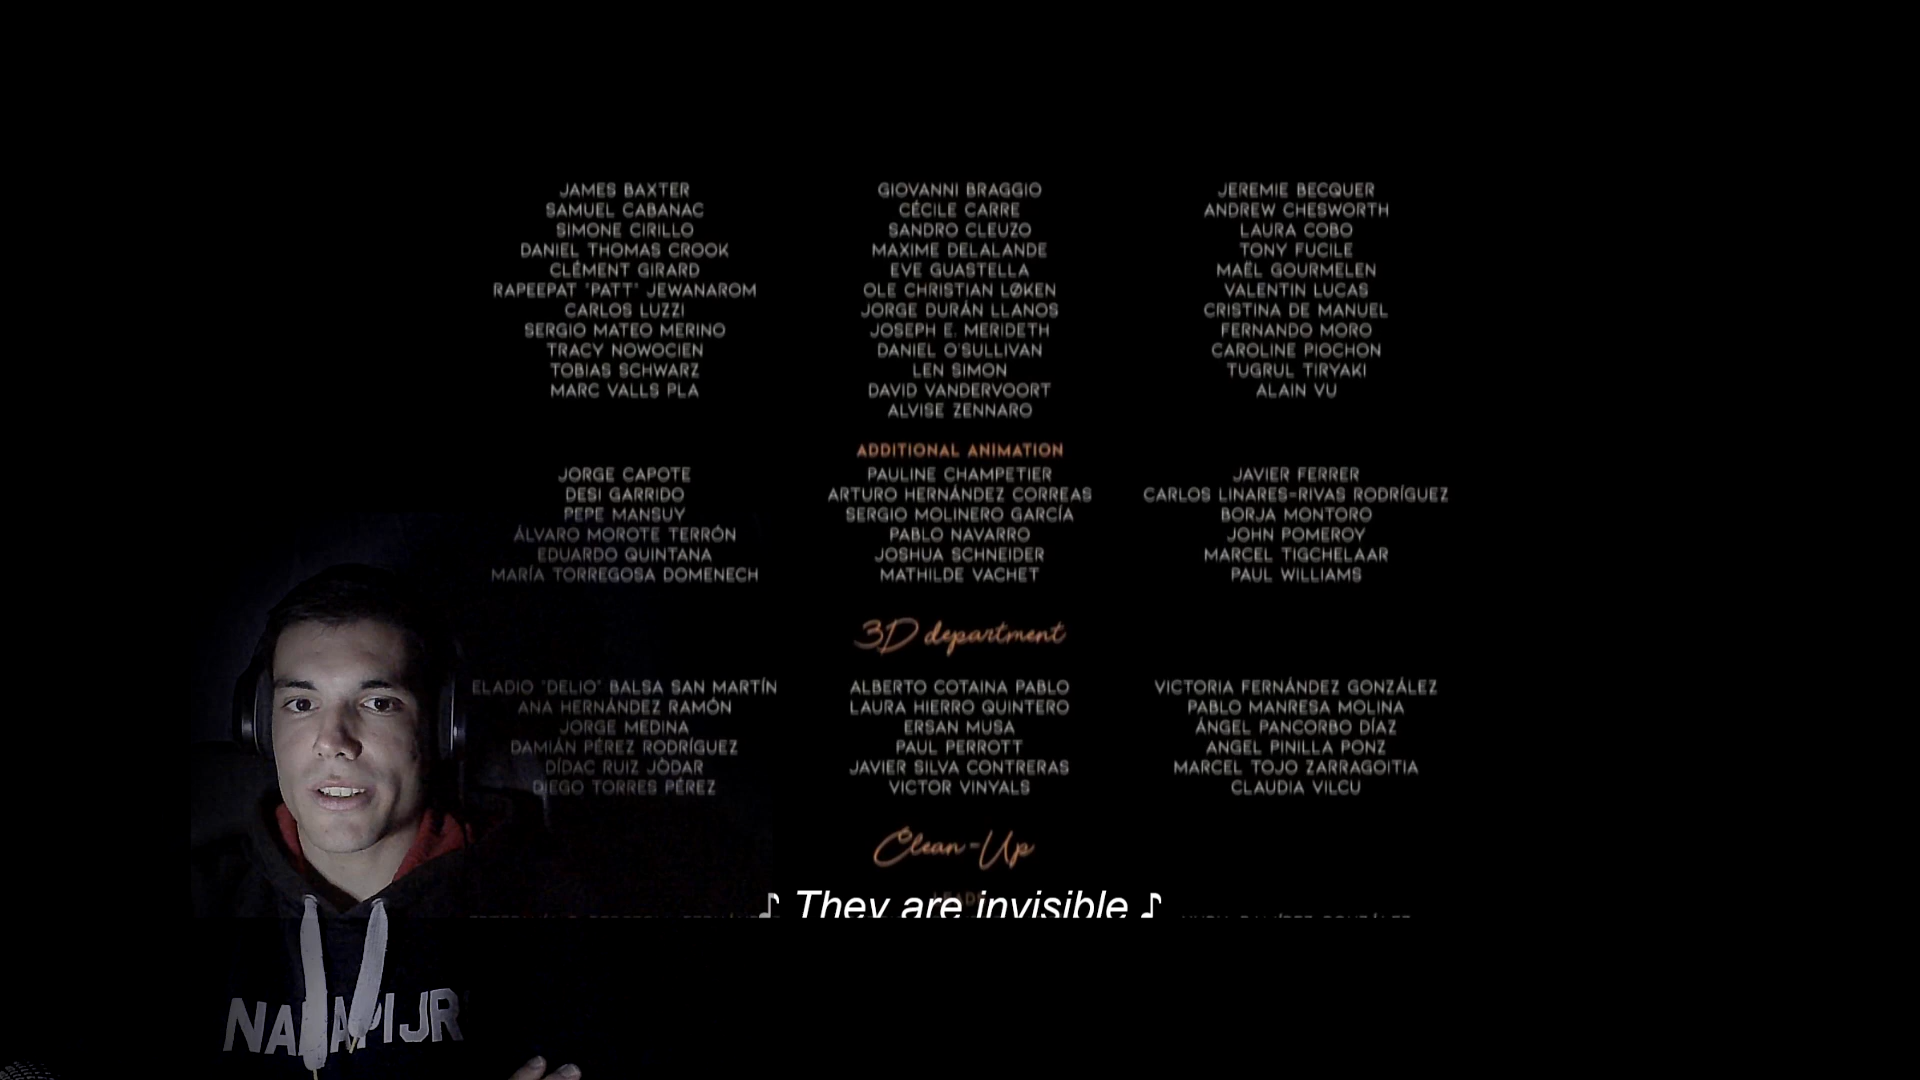 JAMES BAXTER GIOVANNI BRAGGIO JEREMIE BECQUER
SAMUEL CABANAC CÉCILE CARRE ANDREW CHESWORTH
SIMONE CIRILLO SANDRO CLEUZO LAURA COBO
DANIEL THOMAS CROOK MAXIME DELALANDE TONY FUCILE
CLÉMENT GIRARD EVE GUASTELLA MAËL GOURMELEN
RAPEEPAT "PATT" JEWANAROM OLE CHRISTIAN LØKEN VALENTIN LUCAS
CARLOS LUZZI JORGE DURÁN LLANOS CRISTINA DE MANUEL
SERGIO MATEO MERINO JOSEPH E. MERIDETH FERNANDO MORO
TRACY NOWOCIEN DANIEL O'SULLIVAN CAROLINE PIOCHON
TOBIAS SCHWARZ LEN SIMON TUGRUL TIRYAKI
MARC VALLS PLA DAVID VANDERVOORT ALAIN VU
ALVISE ZENNARO
ADDITIONAL ANIMATION
JORGE CAPOTE PAULINE CHAMPETIER JAVIER FERRER
DESI GARRIDO ARTURO HERNÁNDEZ CORREAS CARLOS LINARES-RIVAS RODRÍGUEZ
PEPE MANSUY SERGIO MOLINERO GARCÍA BORJA MONTORO
ÁLVARO MOROTE TERRÓN PABLO NAVARRO JOHN POMEROY
EDUARDO QUINTANA JOSHUA SCHNEIDER MARCEL TIGCHELAAR
MARÍA TORREGOSA DOMENECH MATHILDE VACHET PAUL WILLIAMS
3D department
ELADIO "DELIO" BALSA SAN MARTÍN ALBERTO COTAINA PABLO VICTORIA FERNÁNDEZ GONZÁLEZ
ANA HERNÁNDEZ RAMÓN LAURA HIERRO QUINTERO PABLO MANRESA MOLINA
JORGE MEDINA ERSAN MUSA ÁNGEL PANCORBO DÍAZ
DAMIÁN PÉREZ RODRÍGUEZ PAUL PERROTT ANGEL PINILLA PONZ
DÍDAC RUIZ JÒDAR JAVIER SILVA CONTRERAS MARCEL TOJO ZARRAGOITIA
DIEGO TORRES PÉREZ VICTOR VINYALS CLAUDIA VILCU
Clean-Up
♪ They are invisible ♪
NAPAPIJR